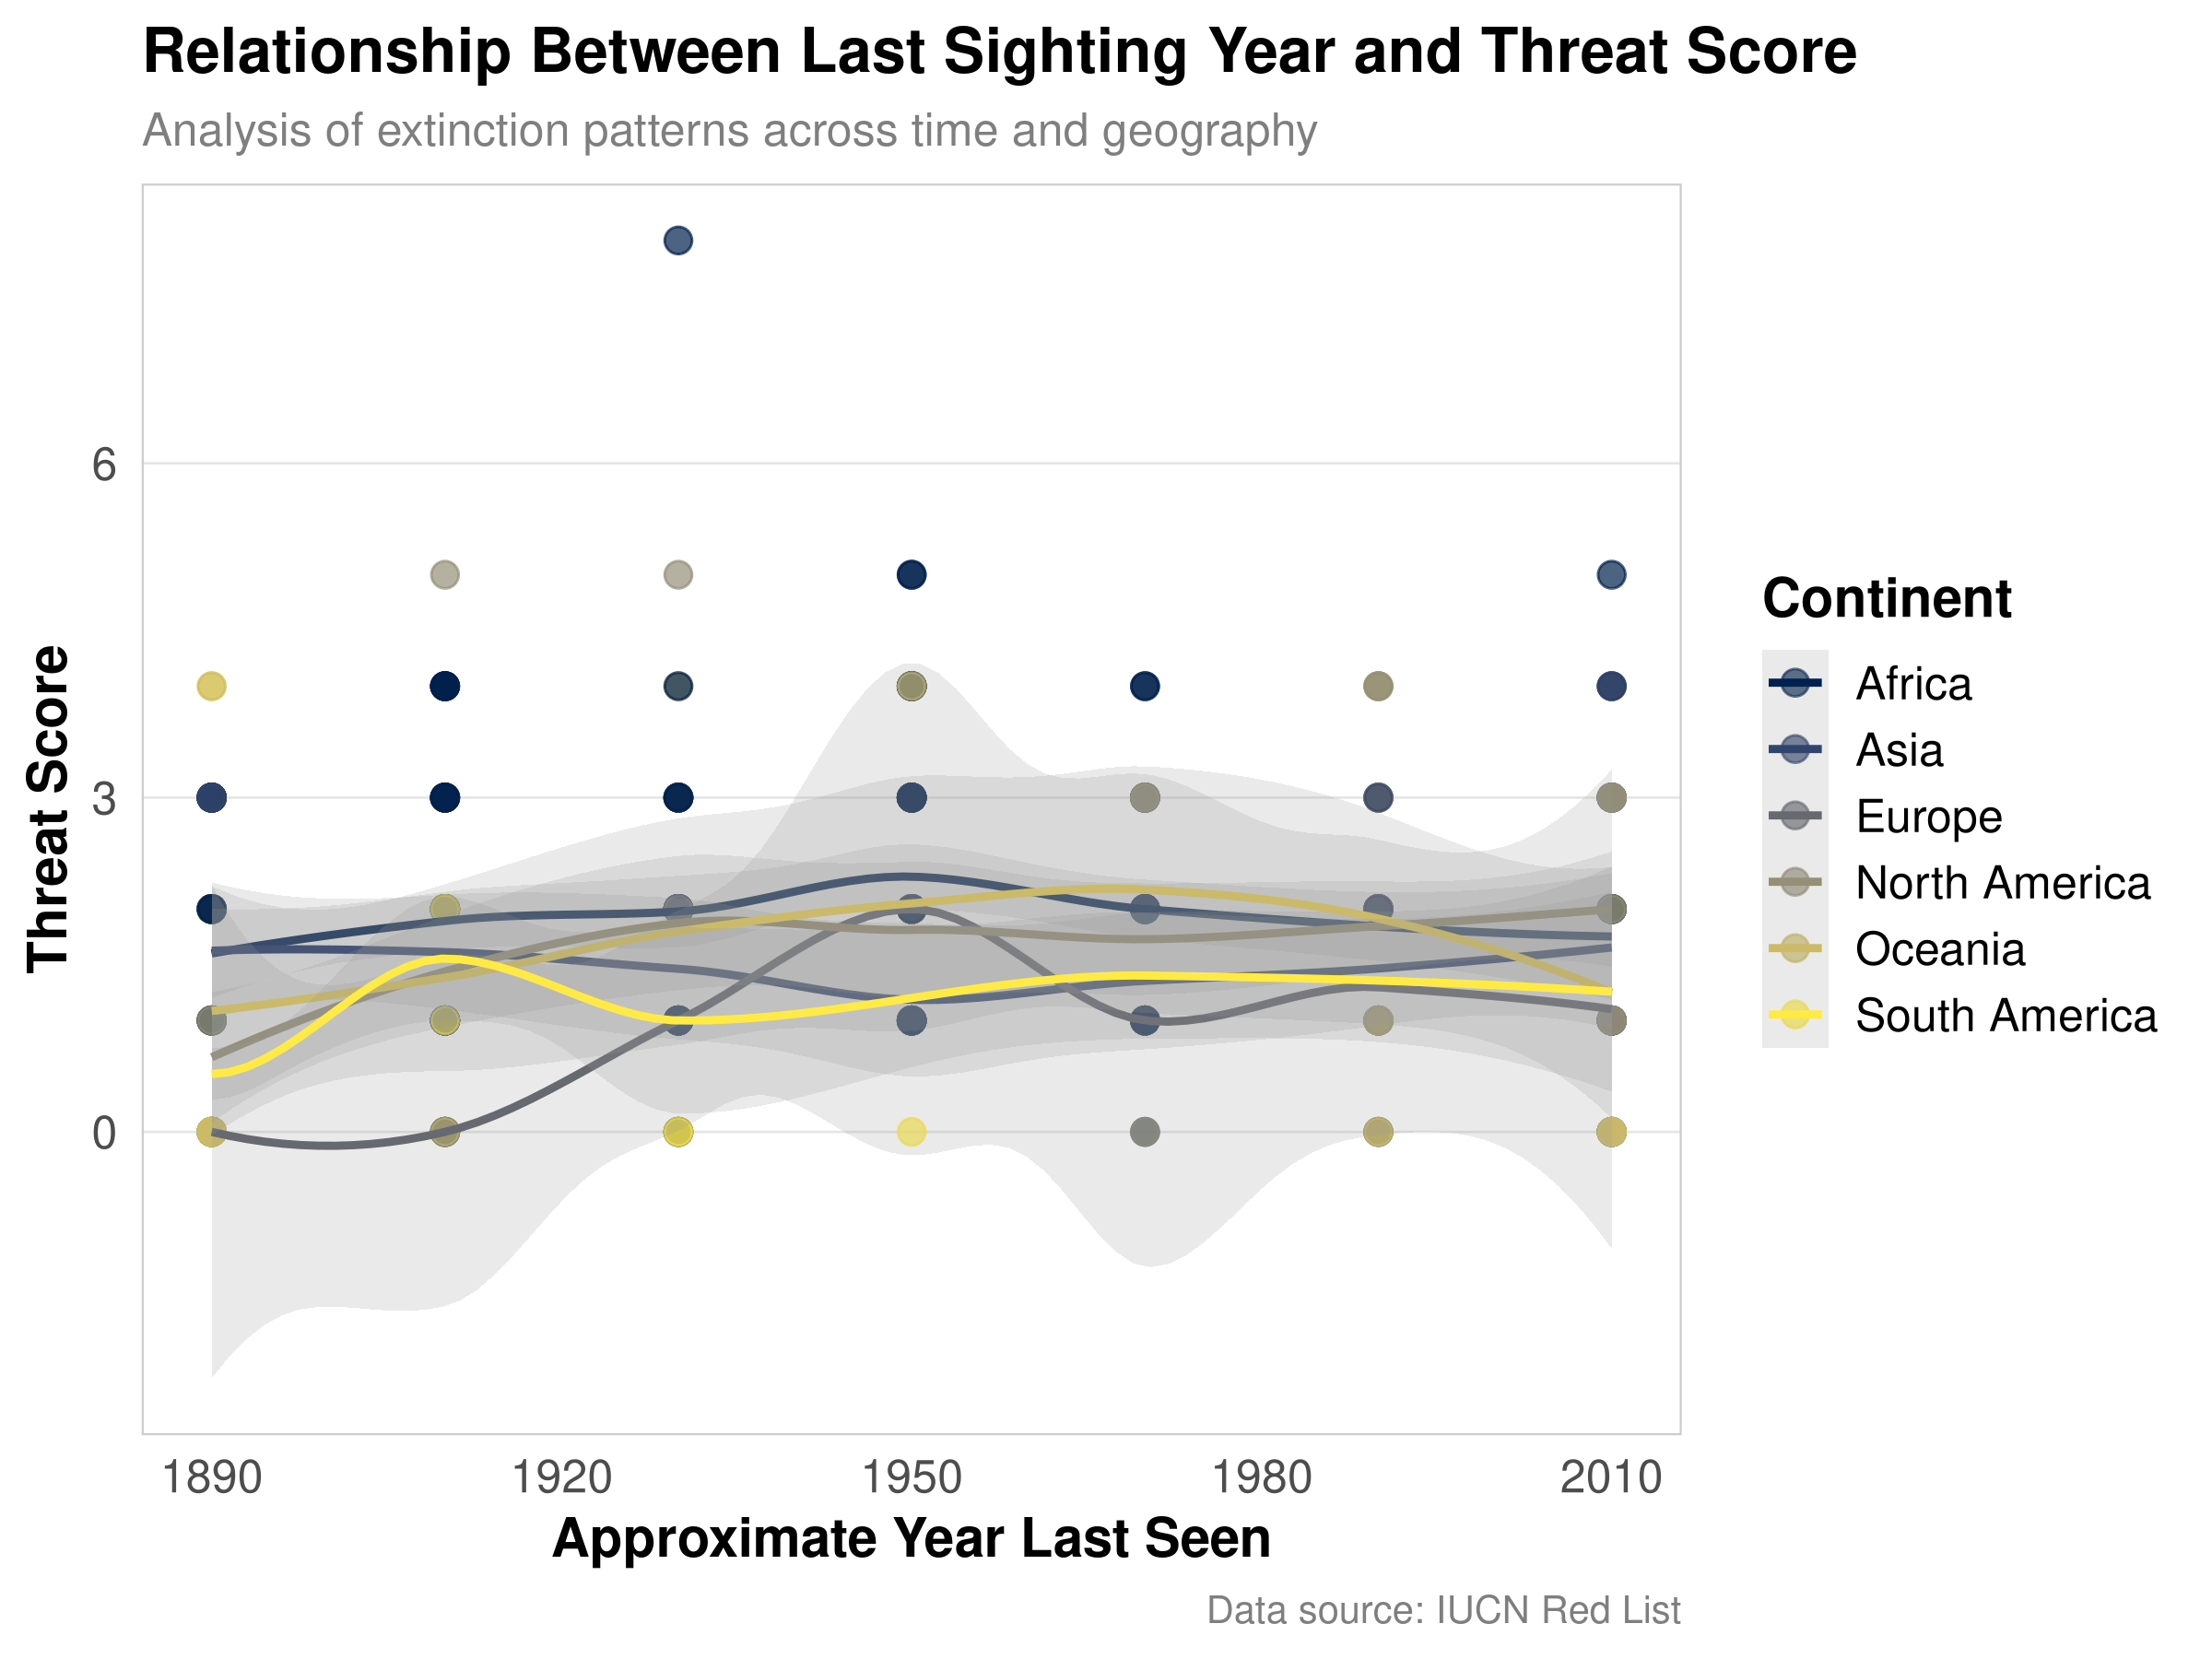 Relationship Between Last Sighting Year and Threat Score
Analysis of extinction patterns across time and geography
Threat Score
6
3
0
1890 1920 1950 1980 2010
Approximate Year Last Seen
Continent
Africa
Asia
Europe
North America
Oceania
South America
Data source: IUCN Red List